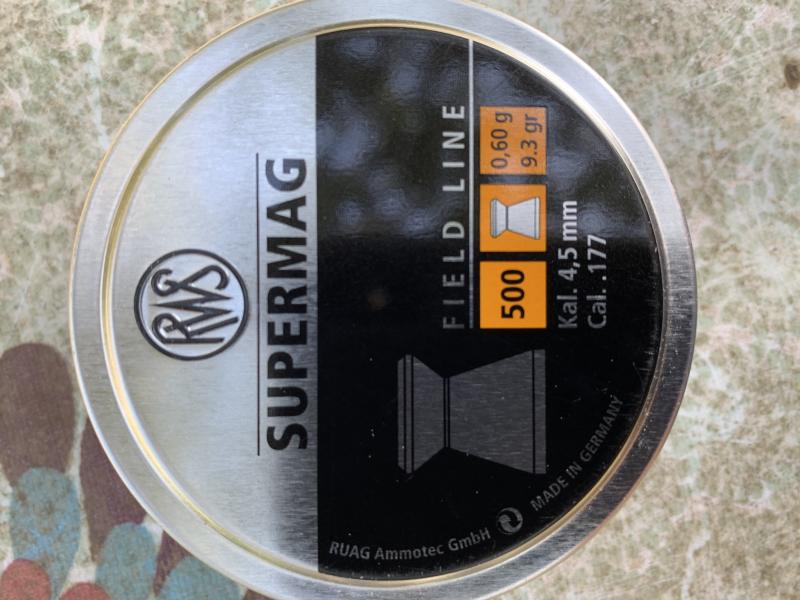 RWS
SUPERMAG
FIELD LINE
500
0,60 g
9.3 gr
Kal. 4,5 mm
Cal. .177
RUAG Ammotec GmbH
MADE IN GERMANY